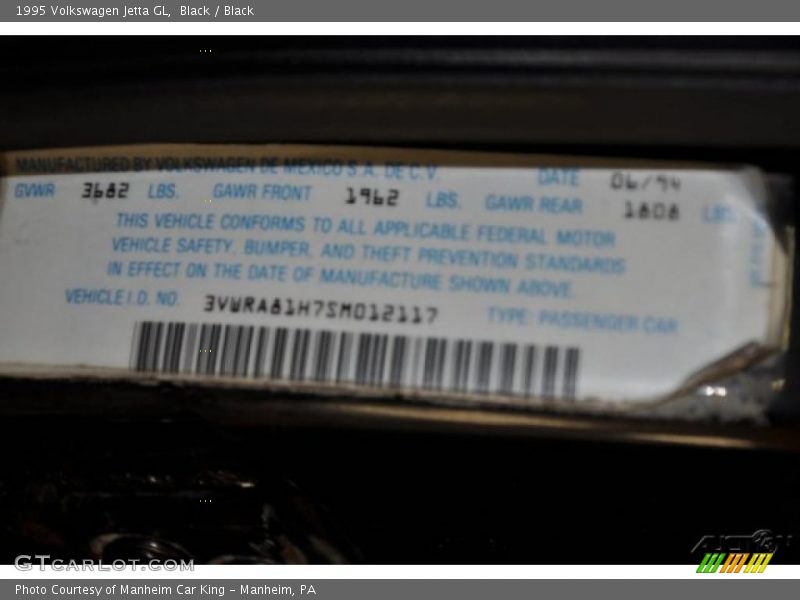 1995 Volkswagen Jetta GL,  Black / Black
MANUFACTURED BY VOLKSWAGEN DE MEXICO S.A. DE C.V. DATE 06/94
GVWR 3682 LBS. GAWR FRONT 1962 LBS. GAWR REAR 1808 LBS.
THIS VEHICLE CONFORMS TO ALL APPLICABLE FEDERAL MOTOR
VEHICLE SAFETY, BUMPER, AND THEFT PREVENTION STANDARDS
IN EFFECT ON THE DATE OF MANUFACTURE SHOWN ABOVE.
VEHICLE I.D. NO. 3VWRA81H7SM012117 TYPE: PASSENGER CAR
GTcarlot.com
Photo Courtesy of Manheim Car King – Manheim, PA